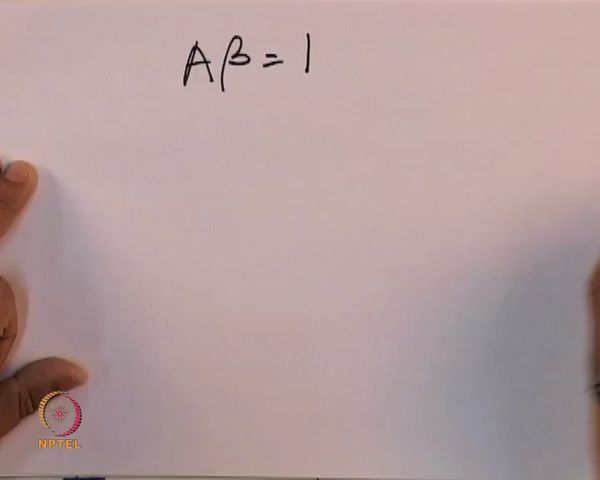 Aβ = 1
NPTEL